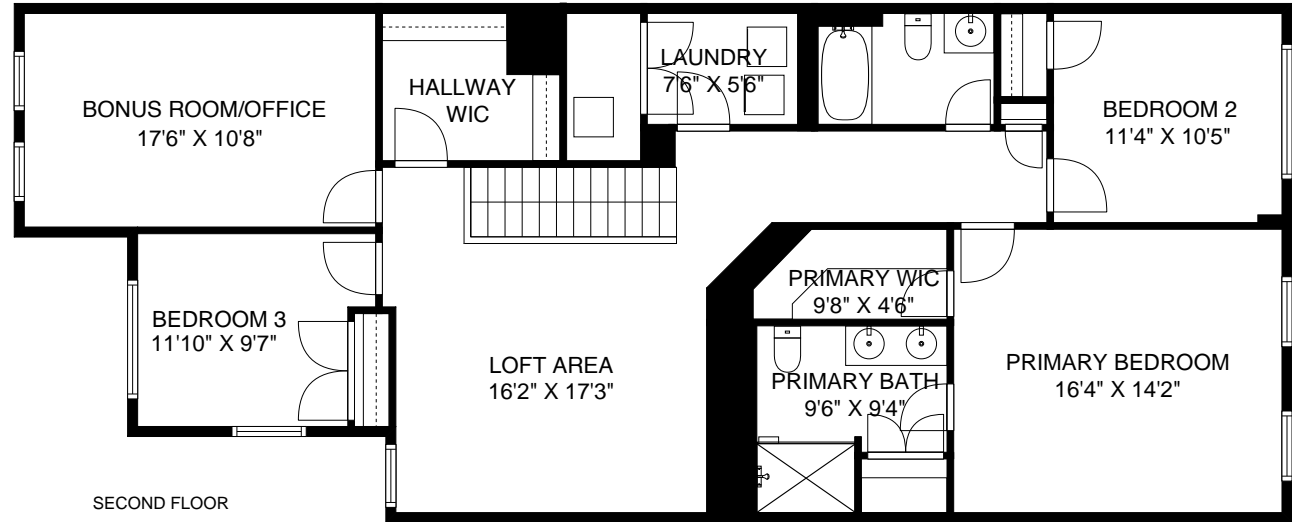 BONUS ROOM/OFFICE
17'6" X 10'8"
HALLWAY
WIC
LAUNDRY
7'6" X 5'6"
BEDROOM 2
11'4" X 10'5"
BEDROOM 3
11'10" X 9'7"
LOFT AREA
16'2" X 17'3"
PRIMARY WIC
9'8" X 4'6"
PRIMARY BATH
9'6" X 9'4"
PRIMARY BEDROOM
16'4" X 14'2"
SECOND FLOOR